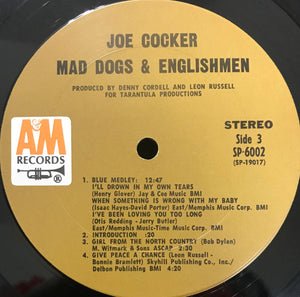 JOE COCKER
MAD DOGS & ENGLISHMEN
PRODUCED BY DENNY CORDELL AND LEON RUSSELL
FOR TARANTULA PRODUCTIONS
A&M
RECORDS
®
STEREO
Side 3
SP-6002
(SP-19017)
1. BLUE MEDLEY: 12:47
I'LL DROWN IN MY OWN TEARS
(Henry Glover) Jay & Cee Music BMI
WHEN SOMETHING IS WRONG WITH MY BABY
(Isaac Hayes-David Porter) East/Memphis Music Corp. BMI
I'VE BEEN LOVING YOU TOO LONG
(Otis Redding - Jerry Butler)
East/Memphis Music-Time Music Corp. BMI
2. INTRODUCTION :20
3. GIRL FROM THE NORTH COUNTRY (Bob Dylan)
M. Witmark & Sons ASCAP 2:30
4. GIVE PEACE A CHANCE (Leon Russell -
Bonnie Bramlett) Skyhill Publishing Co., Inc./
Delbon Publishing BMI 4:20